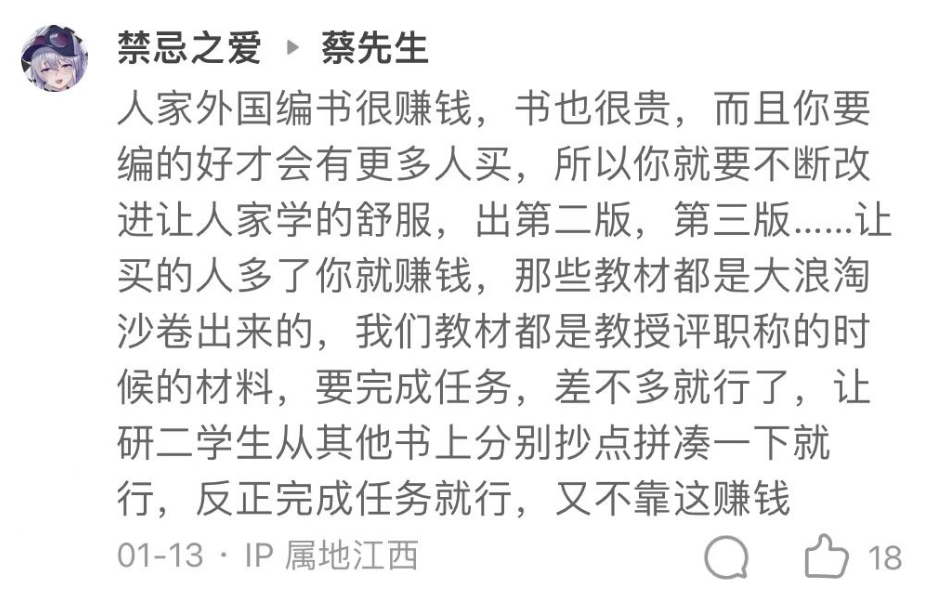 禁忌之爱 ▸ 蔡先生
人家外国编书很赚钱，书也很贵，而且你要
编的好才会有更多人买，所以你就要不断改
进让人家学的舒服，出第二版，第三版......让
买的人多了你就赚钱，那些教材都是大浪淘
沙卷出来的，我们教材都是教授评职称的时
候的材料，要完成任务，差不多就行了，让
研二学生从其他书上分别抄点拼凑一下就
行，反正完成任务就行，又不靠这赚钱
01-13 · IP 属地江西
18